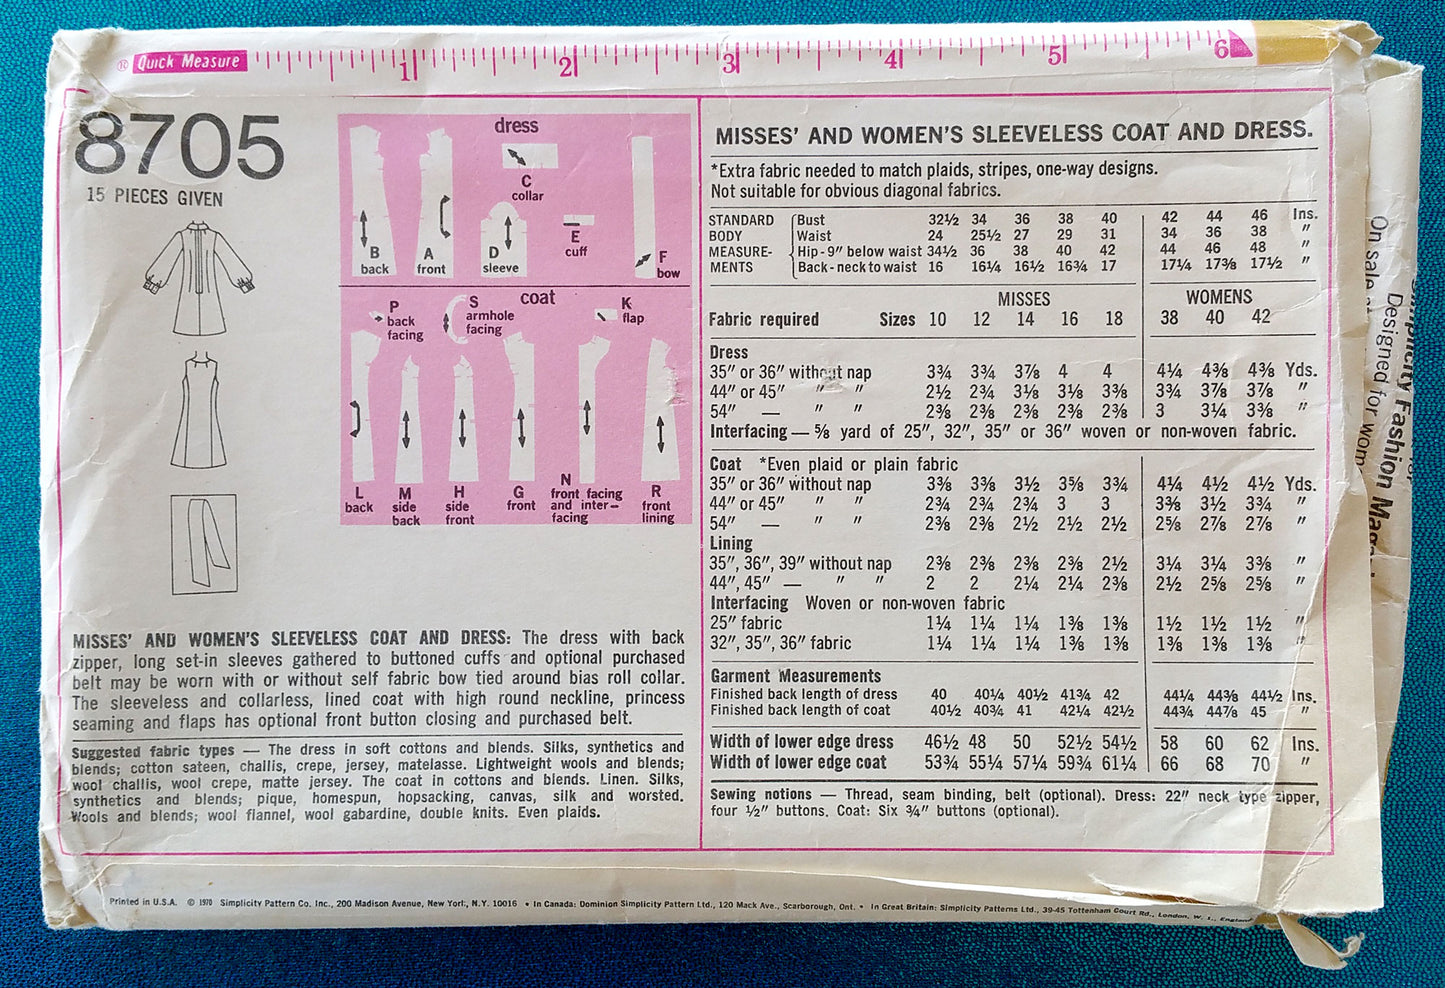 ® Quick Measure 1 2 3 4 5 6
8705
15 PIECES GIVEN
dress
B
back
A
front
C
collar
D
sleeve
E
cuff
F
bow
coat
P
back
facing
S
armhole
facing
K
flap
L
back
M
side
back
H
side
front
G
front
N
front facing
and inter-
facing
R
front
lining
MISSES' AND WOMEN'S SLEEVELESS COAT AND DRESS: The dress with back
zipper, long set-in sleeves gathered to buttoned cuffs and optional purchased
belt may be worn with or without self fabric bow tied around bias roll collar.
The sleeveless and collarless, lined coat with high round neckline, princess
seaming and flaps has optional front button closing and purchased belt.
Suggested fabric types — The dress in soft cottons and blends. Silks, synthetics and
blends; cotton sateen, challis, crepe, jersey, matelasse. Lightweight wools and blends;
wool challis, wool crepe, matte jersey. The coat in cottons and blends. Linen. Silks,
synthetics and blends; pique, homespun, hopsacking, canvas, silk and worsted.
Wools and blends; wool flannel, wool gabardine, double knits. Even plaids.
MISSES' AND WOMEN'S SLEEVELESS COAT AND DRESS.
*Extra fabric needed to match plaids, stripes, one-way designs.
Not suitable for obvious diagonal fabrics.
STANDARD Bust 32½ 34 36 38 40 42 44 46 Ins.
BODY Waist 24 25½ 27 29 31 34 36 38 "
MEASURE- Hip - 9" below waist 34½ 36 38 40 42 44 46 48 "
MENTS Back - neck to waist 16 16¼ 16½ 16¾ 17 17¼ 17⅜ 17½ "
MISSES WOMENS
Fabric required Sizes 10 12 14 16 18 38 40 42
Dress
35" or 36" without nap 3¾ 3¾ 3⅞ 4 4 4¼ 4⅜ 4⅜ Yds.
44" or 45" " " 2½ 2¾ 3⅛ 3⅛ 3⅜ 3¾ 3⅞ 3⅞ "
54" — " " 2⅜ 2⅜ 2⅜ 2⅜ 2⅜ 3 3¼ 3⅜ "
Interfacing — ⅝ yard of 25", 32", 35" or 36" woven or non-woven fabric.
Coat *Even plaid or plain fabric
35" or 36" without nap 3⅜ 3⅜ 3½ 3⅝ 3¾ 4¼ 4½ 4½ Yds.
44" or 45" " " 2¾ 2¾ 2¾ 3 3 3⅜ 3½ 3¾ "
54" — " " 2⅜ 2⅜ 2½ 2½ 2½ 2⅝ 2⅞ 2⅞ "
Lining
35", 36", 39" without nap 2⅜ 2⅜ 2⅜ 2⅜ 2½ 3¼ 3¼ 3⅜ "
44", 45" — " " 2 2 2¼ 2¼ 2⅜ 2½ 2⅝ 2⅝ "
Interfacing Woven or non-woven fabric
25" fabric 1¼ 1¼ 1¼ 1⅜ 1⅜ 1½ 1½ 1½ "
32", 35", 36" fabric 1¼ 1¼ 1¼ 1⅜ 1⅜ 1⅜ 1⅜ 1⅜ "
Garment Measurements
Finished back length of dress 40 40¼ 40½ 41¾ 42 44¼ 44⅜ 44½ Ins.
Finished back length of coat 40½ 40¾ 41 42¼ 42½ 44¾ 44⅞ 45 "
Width of lower edge dress 46½ 48 50 52½ 54½ 58 60 62 Ins.
Width of lower edge coat 53¾ 55¼ 57¼ 59¾ 61¼ 66 68 70 "
Sewing notions — Thread, seam binding, belt (optional). Dress: 22" neck type zipper,
four ½" buttons. Coat: Six ¾" buttons (optional).
On sale
Designed for
Fashion
Printed in U.S.A. © 1970 Simplicity Pattern Co. Inc., 200 Madison Avenue, New York, N.Y. 10016 • In Canada: Dominion Simplicity Pattern Ltd., 120 Mack Ave., Scarborough, Ont. • In Great Britain: Simplicity Patterns Ltd., 39-45 Tottenham Court Rd., London, W. 1., England